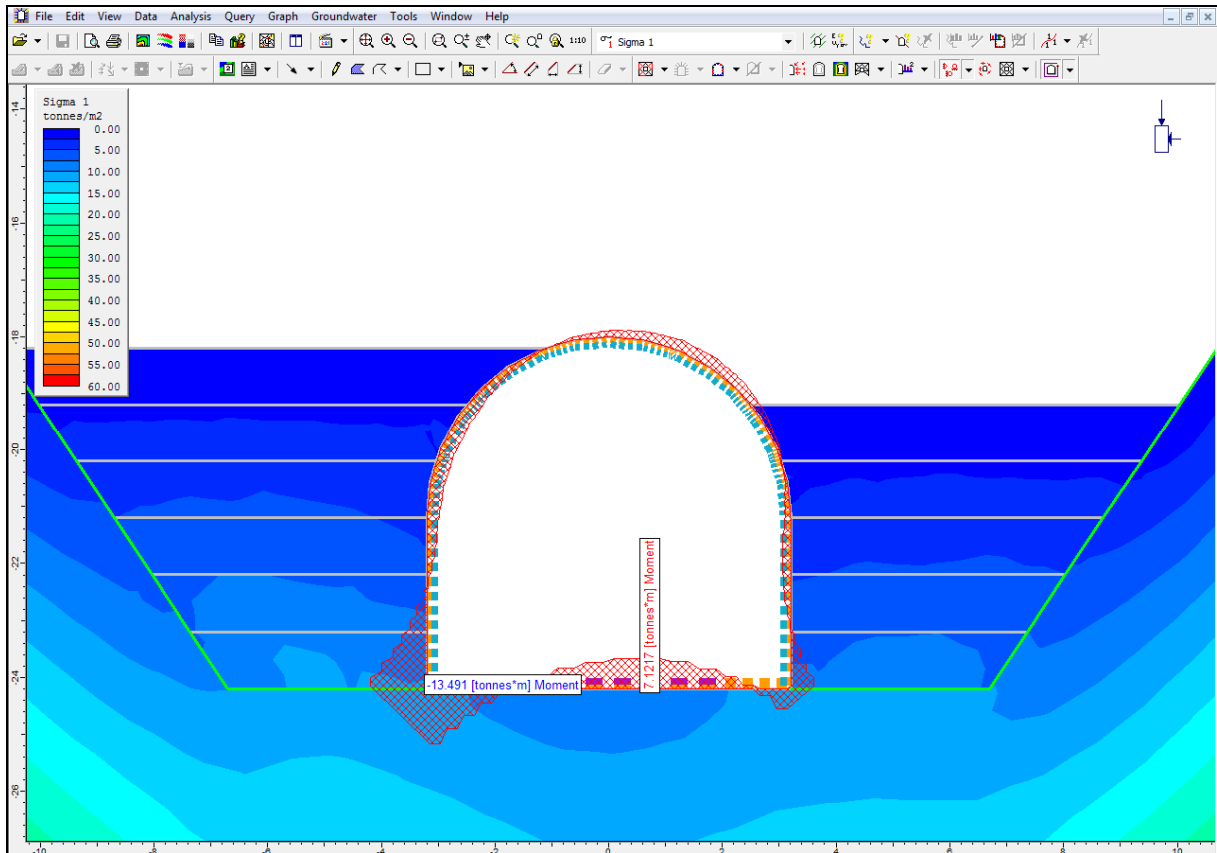 File Edit View Data Analysis Query Graph Groundwater Tools Window Help
1:10 σ1 Sigma 1
Sigma 1
tonnes/m2
0.00
5.00
10.00
15.00
20.00
25.00
30.00
35.00
40.00
45.00
50.00
55.00
60.00
-14
-16
-18
-20
-22
-24
-26
7.1217 [tonnes*m] Moment
-13.491 [tonnes*m] Moment
-10 -8 -6 -4 -2 0 2 4 6 8 10